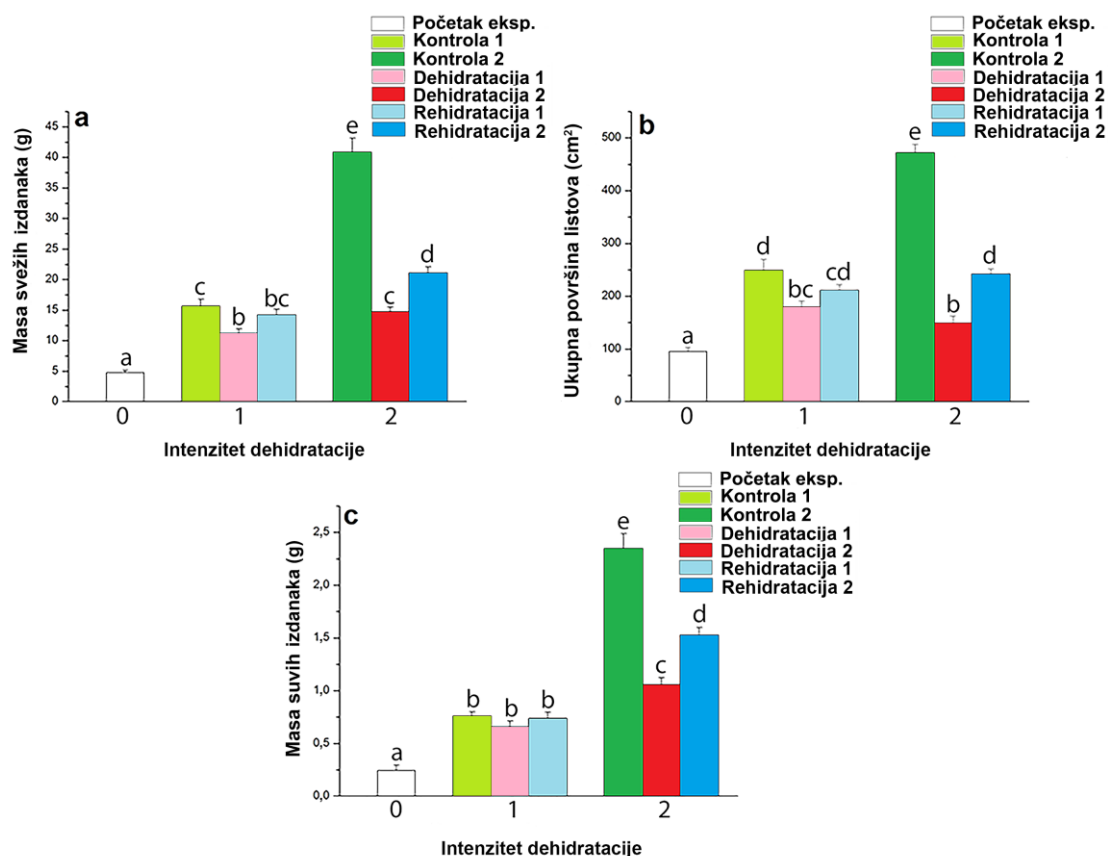 Početak eksp.
Kontrola 1
Kontrola 2
Dehidratacija 1
Dehidratacija 2
Rehidratacija 1
Rehidratacija 2
a
Masa svežih izdanaka (g)
45
40
35
30
25
20
15
10
5
0
a
c
b
bc
e
c
d
0 1 2
Intenzitet dehidratacije
Početak eksp.
Kontrola 1
Kontrola 2
Dehidratacija 1
Dehidratacija 2
Rehidratacija 1
Rehidratacija 2
b
Ukupna površina listova (cm²)
500
400
300
200
100
0
a
d
bc
cd
e
b
d
0 1 2
Intenzitet dehidratacije
Početak eksp.
Kontrola 1
Kontrola 2
Dehidratacija 1
Dehidratacija 2
Rehidratacija 1
Rehidratacija 2
c
Masa suvih izdanaka (g)
2,5
2,0
1,5
1,0
0,5
0,0
a
b
b
b
e
c
d
0 1 2
Intenzitet dehidratacije